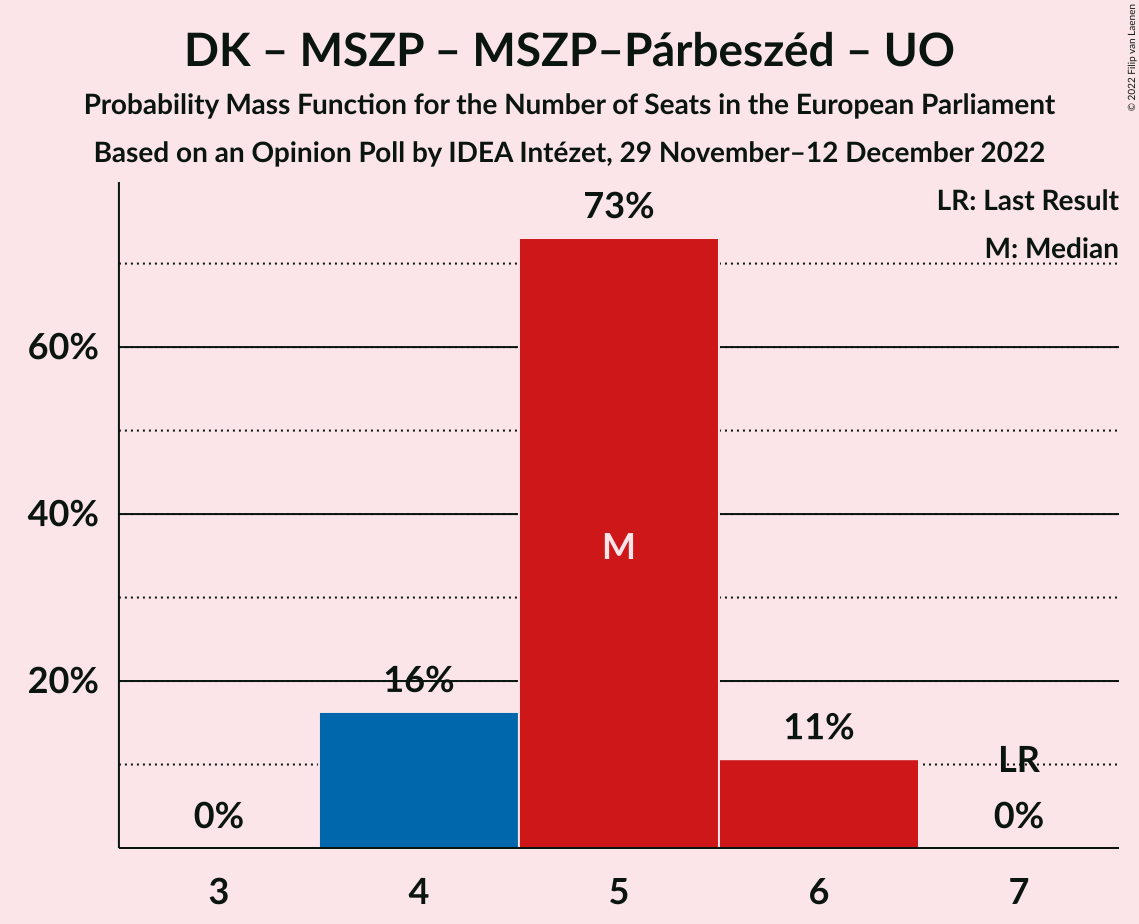 DK – MSZP – MSZP–Párbeszéd – UO
Probability Mass Function for the Number of Seats in the European Parliament
Based on an Opinion Poll by IDEA Intézet, 29 November–12 December 2022
© 2022 Filip van Laenen
LR: Last Result
M: Median
73%
60%
M
40%
16%
20%
11%
LR
0%
0%
3 4 5 6 7